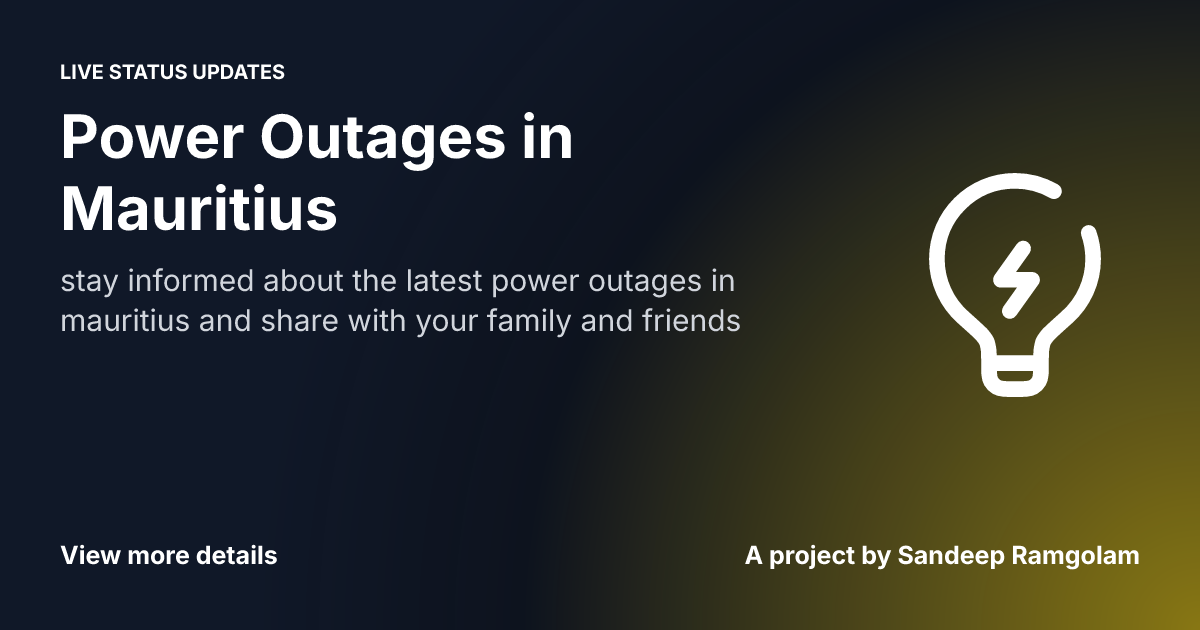 LIVE STATUS UPDATES
Power Outages in
Mauritius
stay informed about the latest power outages in
mauritius and share with your family and friends
View more details
A project by Sandeep Ramgolam